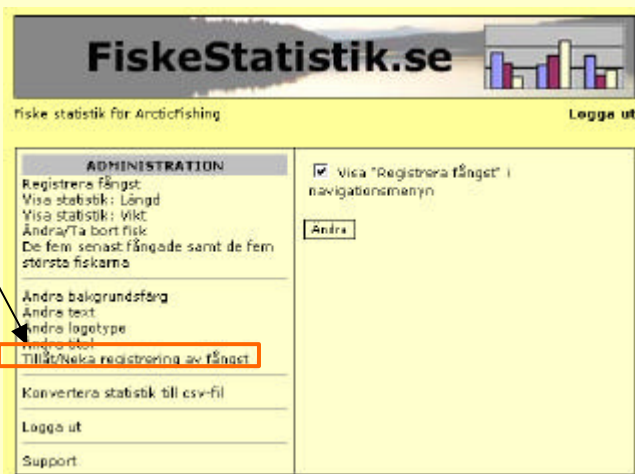 FiskeStatistik.se
Fiske statistik för ArcticFishing
Logga ut
ADMINISTRATION
Registrera fångst
Visa statistik: Längd
Visa statistik: Vikt
Ändra/Ta bort fisk
De fem senast fångade samt de fem
största fiskarna
Ändra bakgrundsfärg
Ändra text
Ändra logotype
Ändra titel
Tillåt/Neka registrering av fångst
Konvertera statistik till csv-fil
Logga ut
Support
Visa "Registrera fångst" i
navigationsmenyn
Ändra